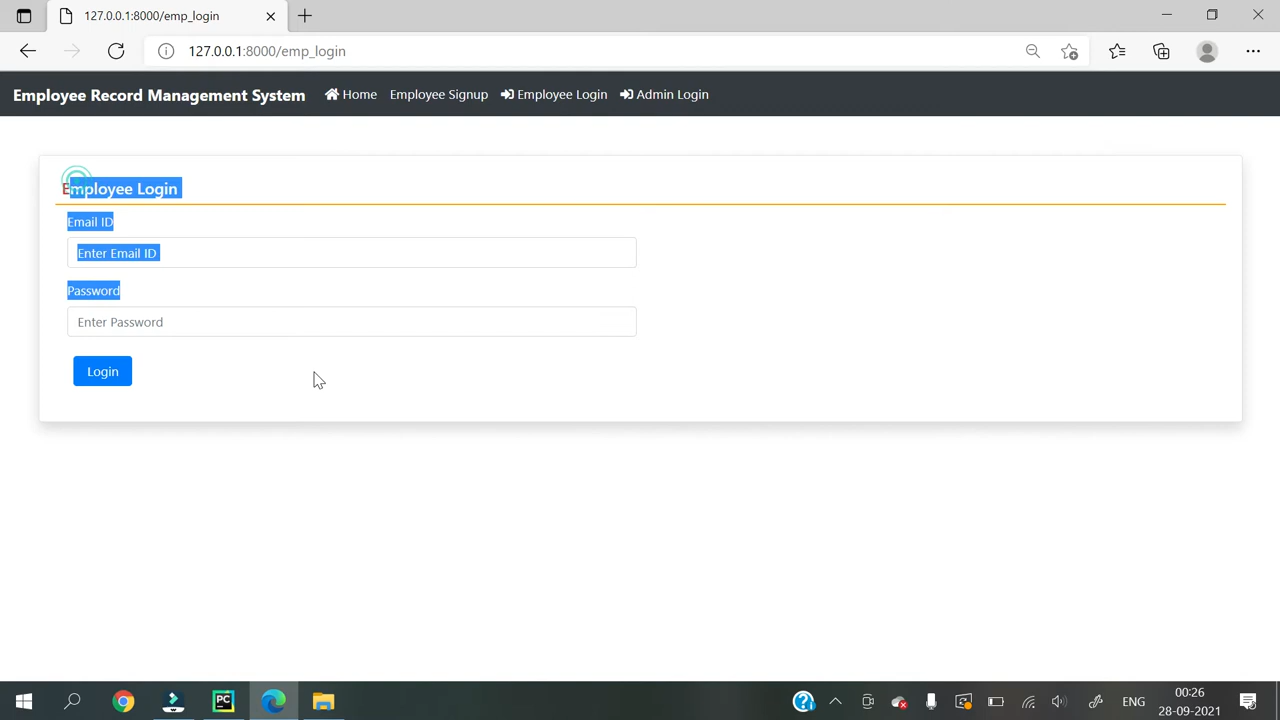 127.0.0.1:8000/emp_login
127.0.0.1:8000/emp_login
Employee Record Management System Home Employee Signup Employee Login Admin Login
Employee Login
Email ID
Enter Email ID
Password
Enter Password
Login
PC
ENG
00:26
28-09-2021